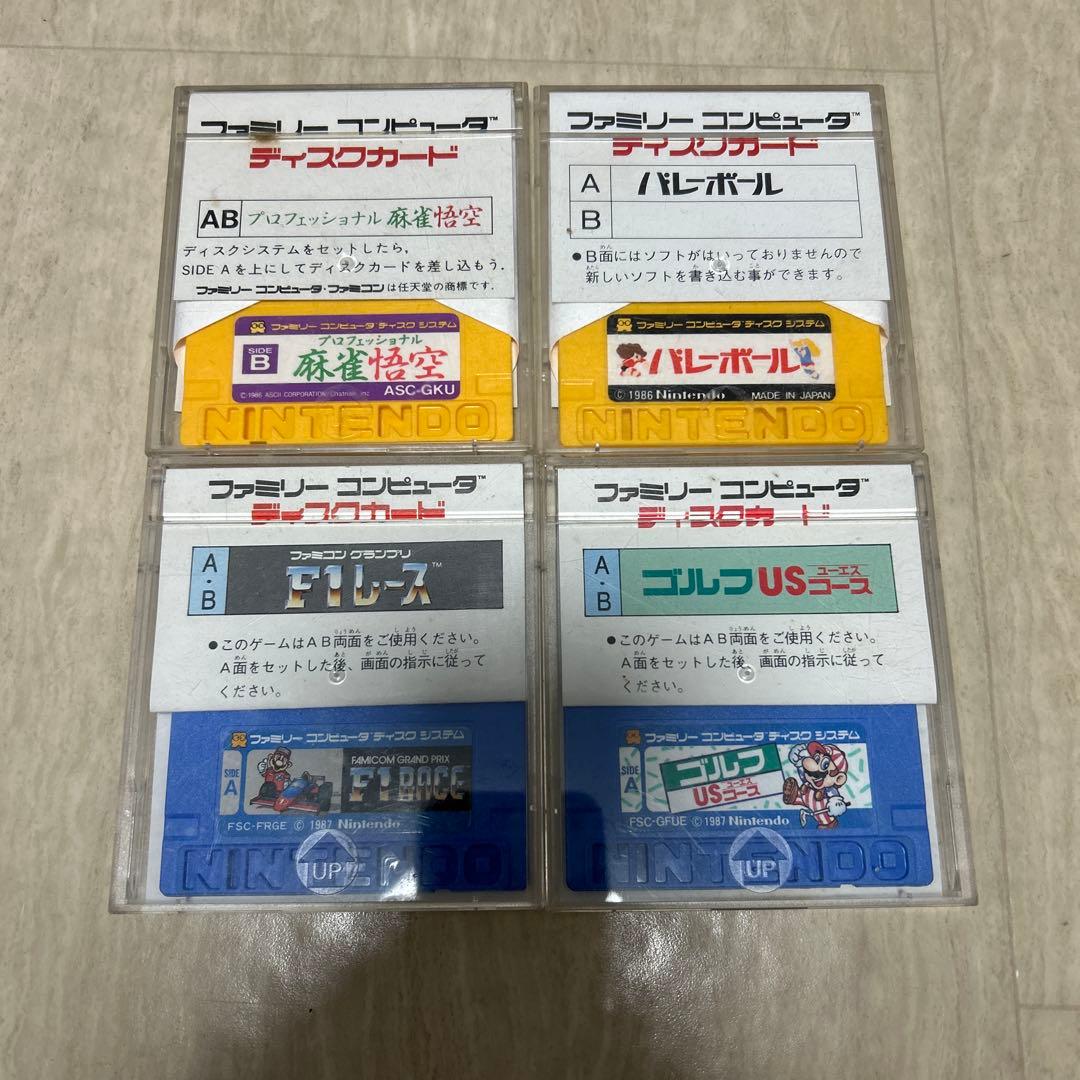 ファミリー コンピュータ™
ディスクカード
AB プロフェッショナル 麻雀悟空
ディスクシステムをセットしたら,
SIDE Aを上にしてディスクカードを差し込もう.
ファミリー コンピュータ・ファミコンは任天堂の商標です.
ファミリー コンピュータ ディスク システム
SIDE B
プロフェッショナル
麻雀悟空
© 1986 ASCII CORPORATION Chatnoir, Inc ASC-GKU
NINTENDO
ファミリー コンピュータ™
ディスクカード
A バレーボール
B
●B面にはソフトがはいっておりませんので
新しいソフトを書き込む事ができます。
ファミリー コンピュータ ディスク システム
バレーボール
© 1986 Nintendo MADE IN JAPAN
NINTENDO
ファミリー コンピュータ™
ディスクカード
A・B
ファミコン グランプリ
F1レース™
●このゲームはAB両面をご使用ください。
A面をセットした後、画面の指示に従って
ください。
ファミリー コンピュータ ディスク システム
SIDE A
FAMICOM GRAND PRIX
F1 RACE
FSC-FRGE © 1987 Nintendo
NINTENDO
UP
ファミリー コンピュータ™
ディスクカード
A・B
ゴルフ US コース
ユーエス
●このゲームはAB両面をご使用ください。
A面をセットした後、画面の指示に従って
ください。
ファミリー コンピュータ ディスク システム
SIDE A
ゴルフ
US コース
ユーエス
FSC-GFUE © 1987 Nintendo
NINTENDO
UP